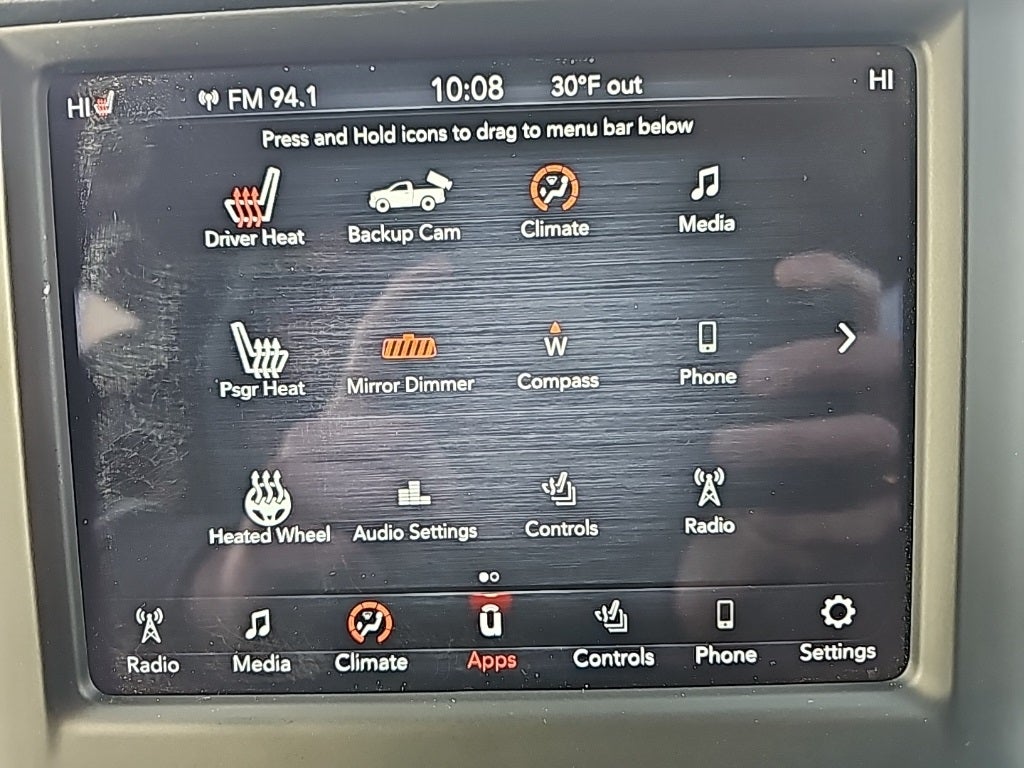 HI FM 94.1 10:08 30°F out HI
Press and Hold icons to drag to menu bar below
Driver Heat Backup Cam Climate Media
W
Psgr Heat Mirror Dimmer Compass Phone
Heated Wheel Audio Settings Controls Radio
Radio Media Climate Apps Controls Phone Settings